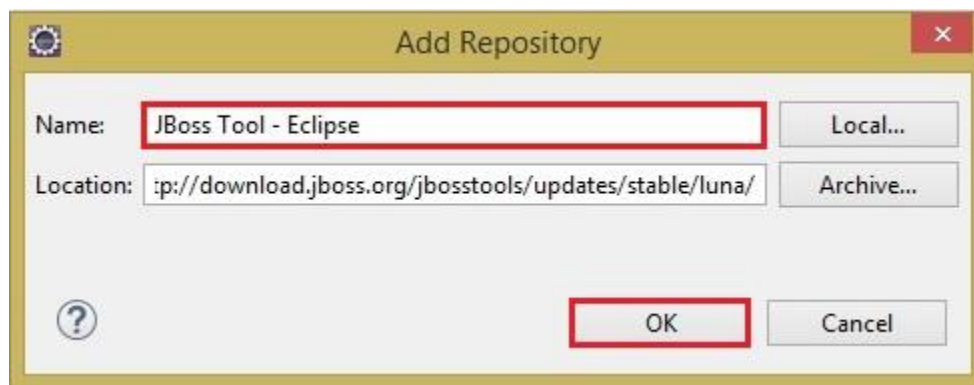 Add Repository
Name: JBoss Tool - Eclipse Local...
Location: :p://download.jboss.org/jbosstools/updates/stable/luna/ Archive...
? OK Cancel